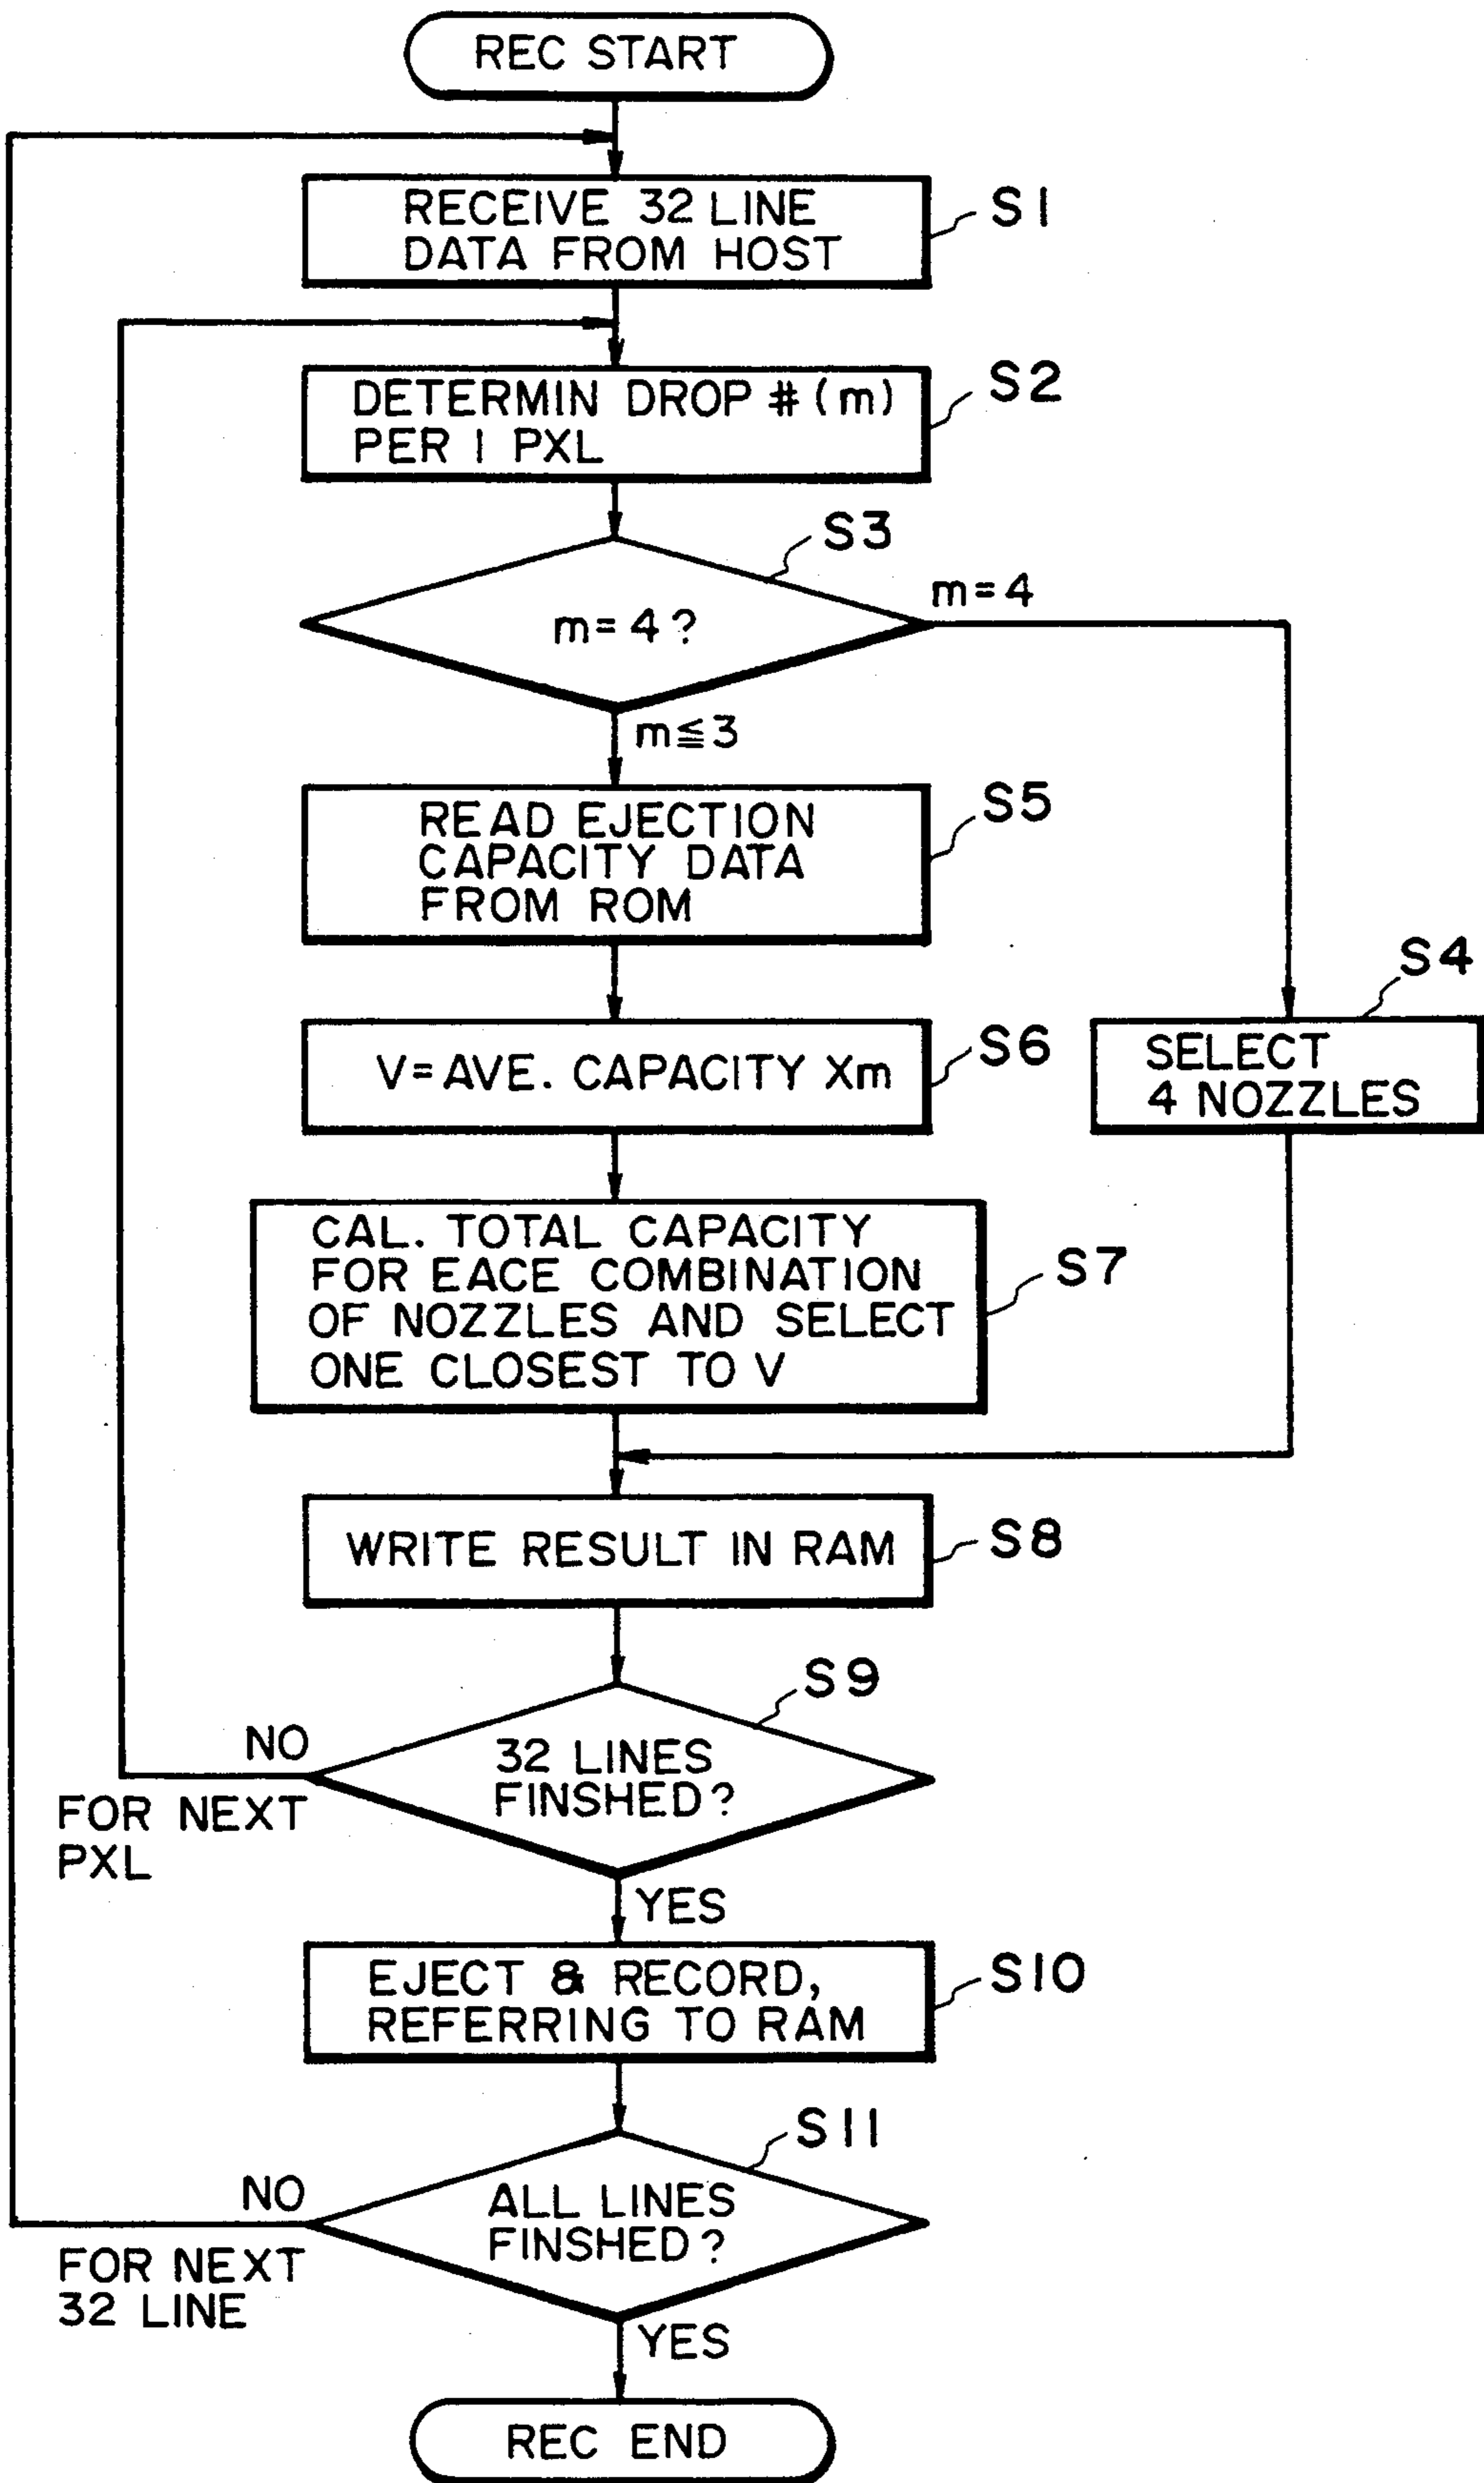 REC START
RECEIVE 32 LINE
DATA FROM HOST
S1
DETERMIN DROP # (m)
PER 1 PXL
S2
S3
m=4?
m=4
m≦3
READ EJECTION
CAPACITY DATA
FROM ROM
S5
S4
SELECT
4 NOZZLES
V=AVE. CAPACITY Xm
S6
CAL. TOTAL CAPACITY
FOR EACE COMBINATION
OF NOZZLES AND SELECT
ONE CLOSEST TO V
S7
WRITE RESULT IN RAM
S8
S9
32 LINES
FINSHED?
NO
FOR NEXT
PXL
YES
EJECT & RECORD,
REFERRING TO RAM
S10
S11
ALL LINES
FINSHED?
NO
FOR NEXT
32 LINE
YES
REC END